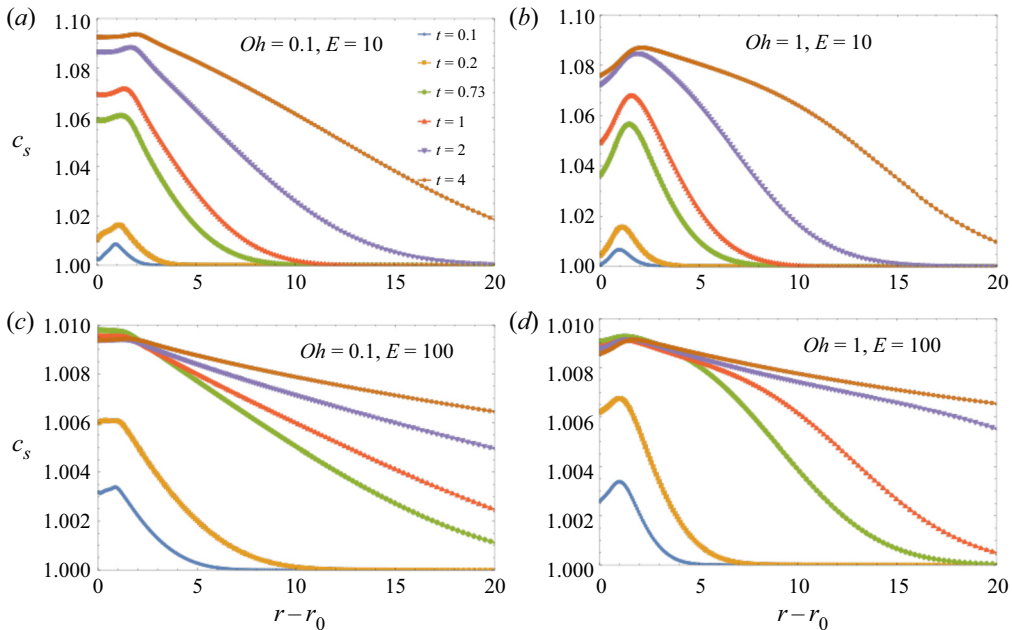 (a)
1.10
1.08
1.06
1.04
1.02
1.00
c_s
Oh = 0.1, E = 10
t = 0.1
t = 0.2
t = 0.73
t = 1
t = 2
t = 4
0 5 10 15 20
(b)
1.10
1.08
1.06
1.04
1.02
1.00
Oh = 1, E = 10
0 5 10 15 20
(c)
1.010
1.008
1.006
1.004
1.002
1.000
c_s
Oh = 0.1, E = 100
0 5 10 15 20
r – r_0
(d)
1.010
1.008
1.006
1.004
1.002
1.000
Oh = 1, E = 100
0 5 10 15 20
r – r_0